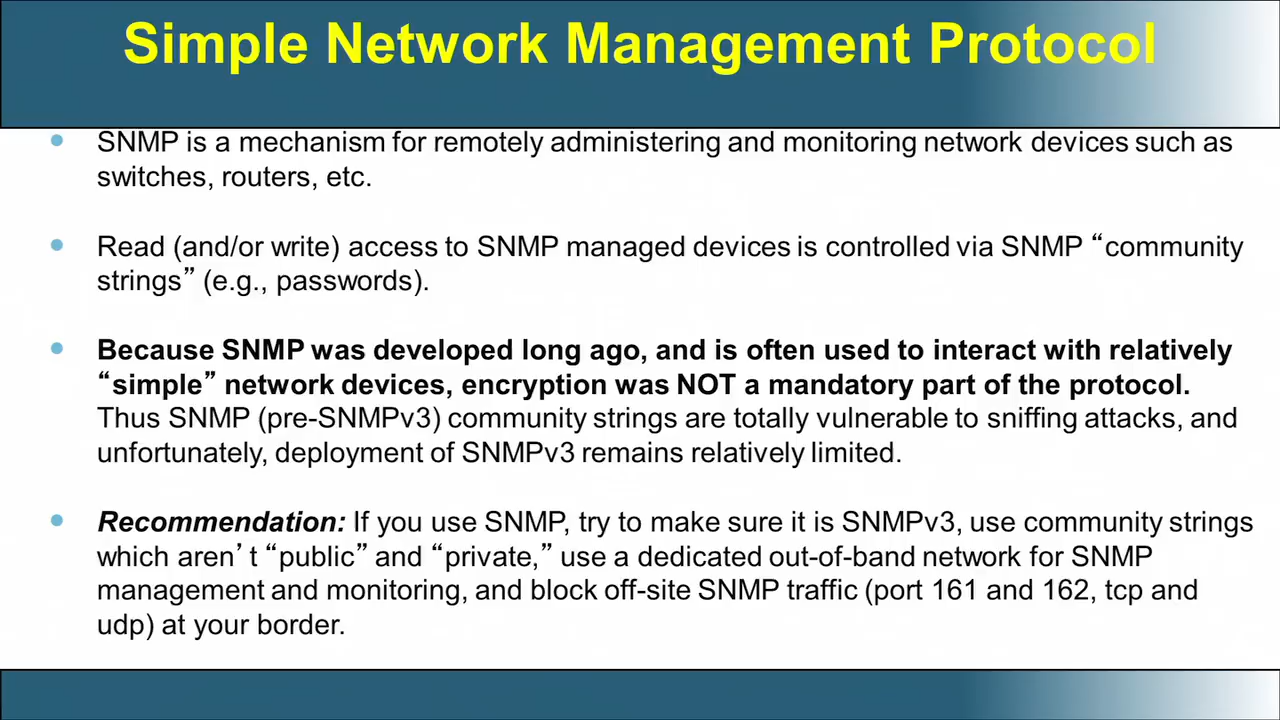 Simple Network Management Protocol
• SNMP is a mechanism for remotely administering and monitoring network devices such as
switches, routers, etc.
• Read (and/or write) access to SNMP managed devices is controlled via SNMP “community
strings” (e.g., passwords).
• Because SNMP was developed long ago, and is often used to interact with relatively
“simple” network devices, encryption was NOT a mandatory part of the protocol.
Thus SNMP (pre-SNMPv3) community strings are totally vulnerable to sniffing attacks, and
unfortunately, deployment of SNMPv3 remains relatively limited.
• Recommendation: If you use SNMP, try to make sure it is SNMPv3, use community strings
which aren’t “public” and “private,” use a dedicated out-of-band network for SNMP
management and monitoring, and block off-site SNMP traffic (port 161 and 162, tcp and
udp) at your border.